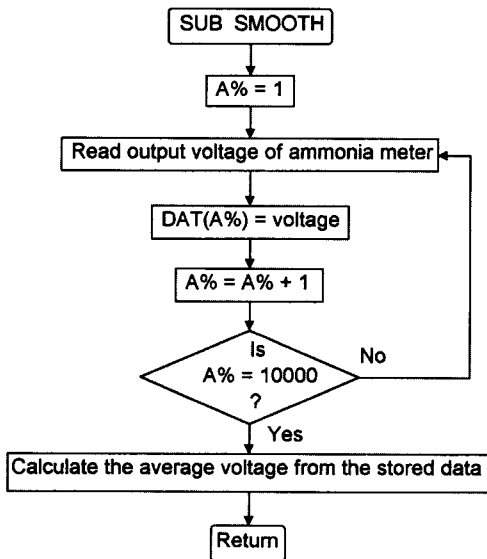 SUB SMOOTH
A% = 1
Read output voltage of ammonia meter
DAT(A%) = voltage
A% = A% + 1
Is
A% = 10000
?
No
Yes
Calculate the average voltage from the stored data
Return